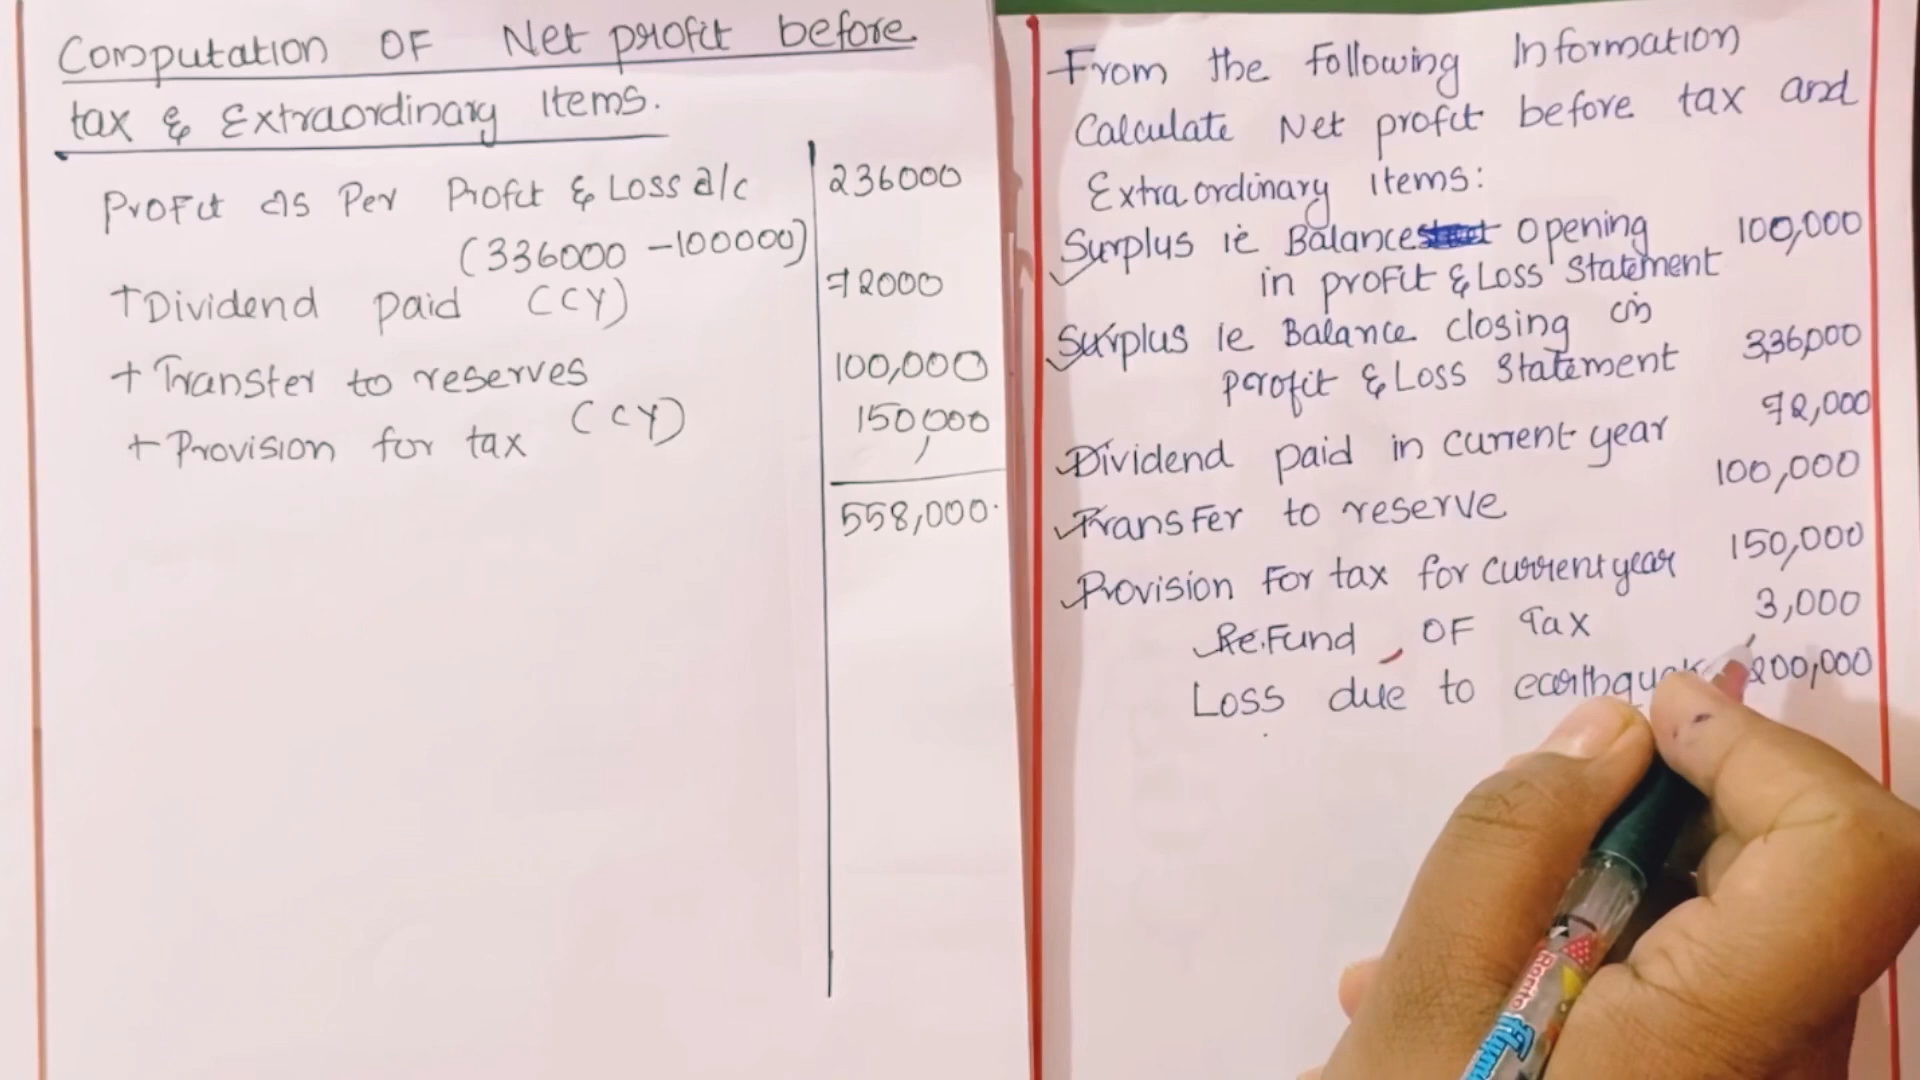 Computation OF Net profit before
tax & Extraordinary Items.
Profit as Per Profit & Loss a/c 236000
(336000 - 100000)
+ Dividend paid (CY) 72000
+ Transfer to reserves 100,000
+ Provision for tax (CY) 150,000
558,000
From the following Information
Calculate Net profit before tax and
Extra ordinary items:
Surplus ie Balance opening 100,000
in profit & Loss Statement
Surplus ie Balance closing in
profit & Loss Statement 336,000
Dividend paid in current year 72,000
Transfer to reserve 100,000
Provision For tax for current year 150,000
Refund OF Tax 3,000
Loss due to 200,000